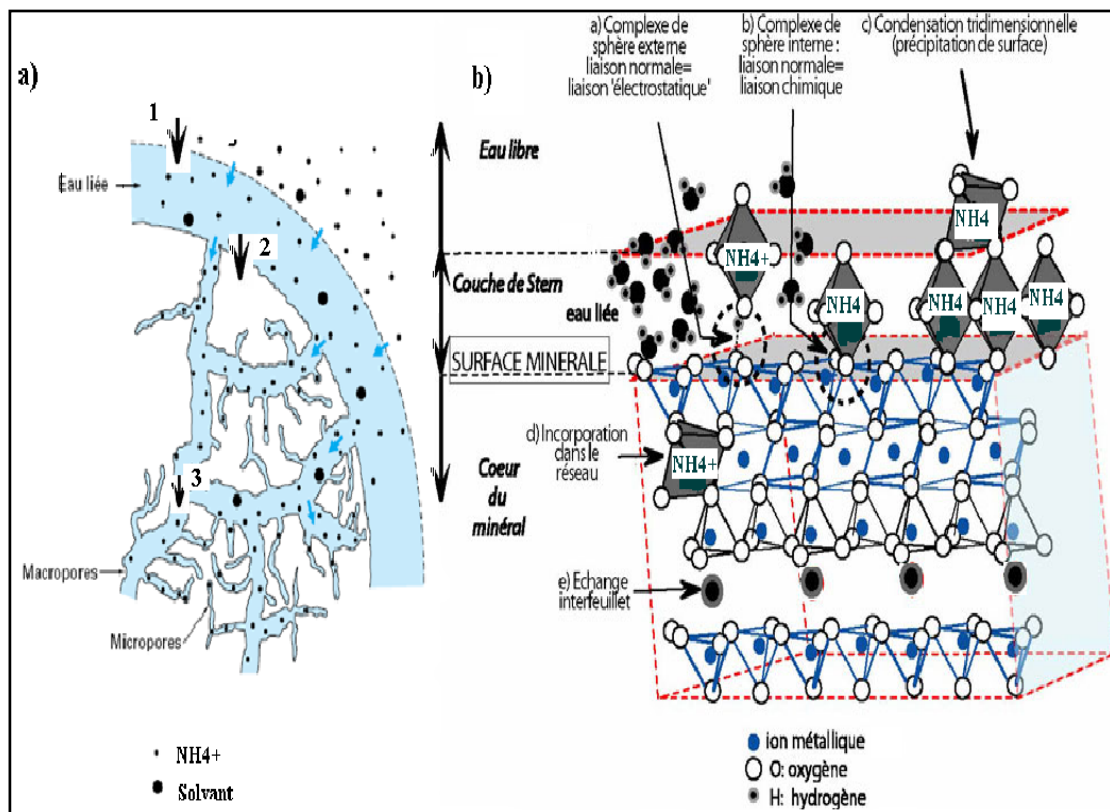 a)
1
Eau liée
2
3
Macropores
Micropores
NH4+
Solvant
b)
a) Complexe de
sphère externe
liaison normale=
liaison 'électrostatique'
b) Complexe de
sphère interne :
liaison normale=
liaison chimique
c) Condensation tridimensionnelle
(précipitation de surface)
Eau libre
Couche de Stern
eau liée
SURFACE MINERALE
Coeur
du
minéral
NH4+
NH4
NH4
NH4
NH4
NH4
d) Incorporation
dans le
réseau
NH4+
e) Echange
interfeuillet
ion métallique
O: oxygène
H: hydrogène